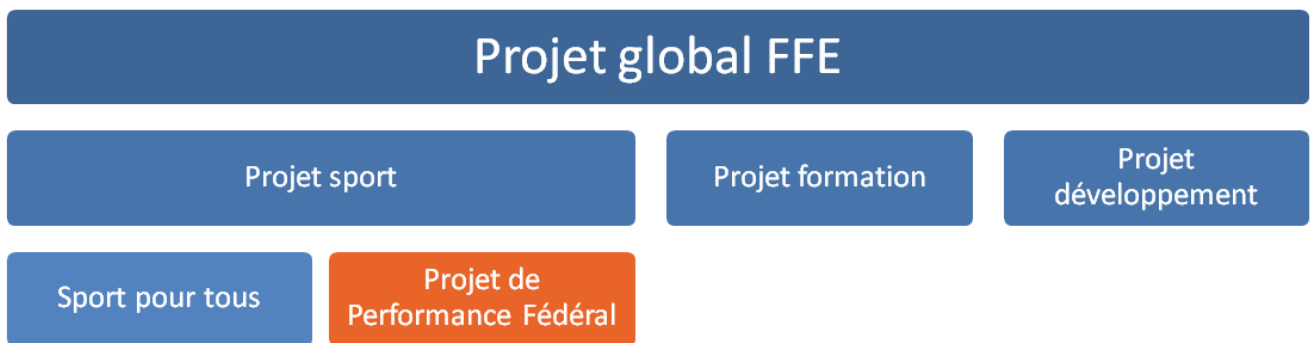 Projet global FFE
Projet sport
Projet formation
Projet
développement
Sport pour tous
Projet de
Performance Fédéral